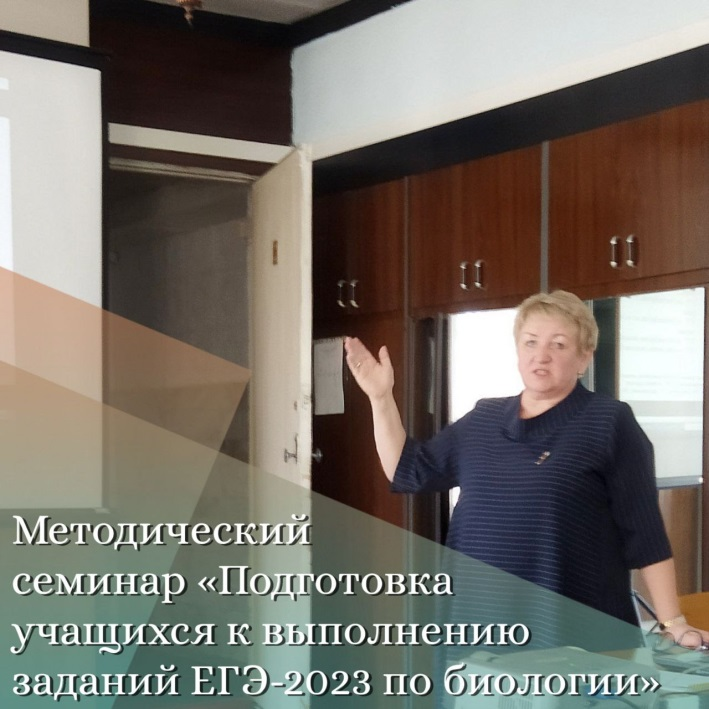 Методический
семинар «Подготовка
учащихся к выполнению
заданий ЕГЭ-2023 по биологии»